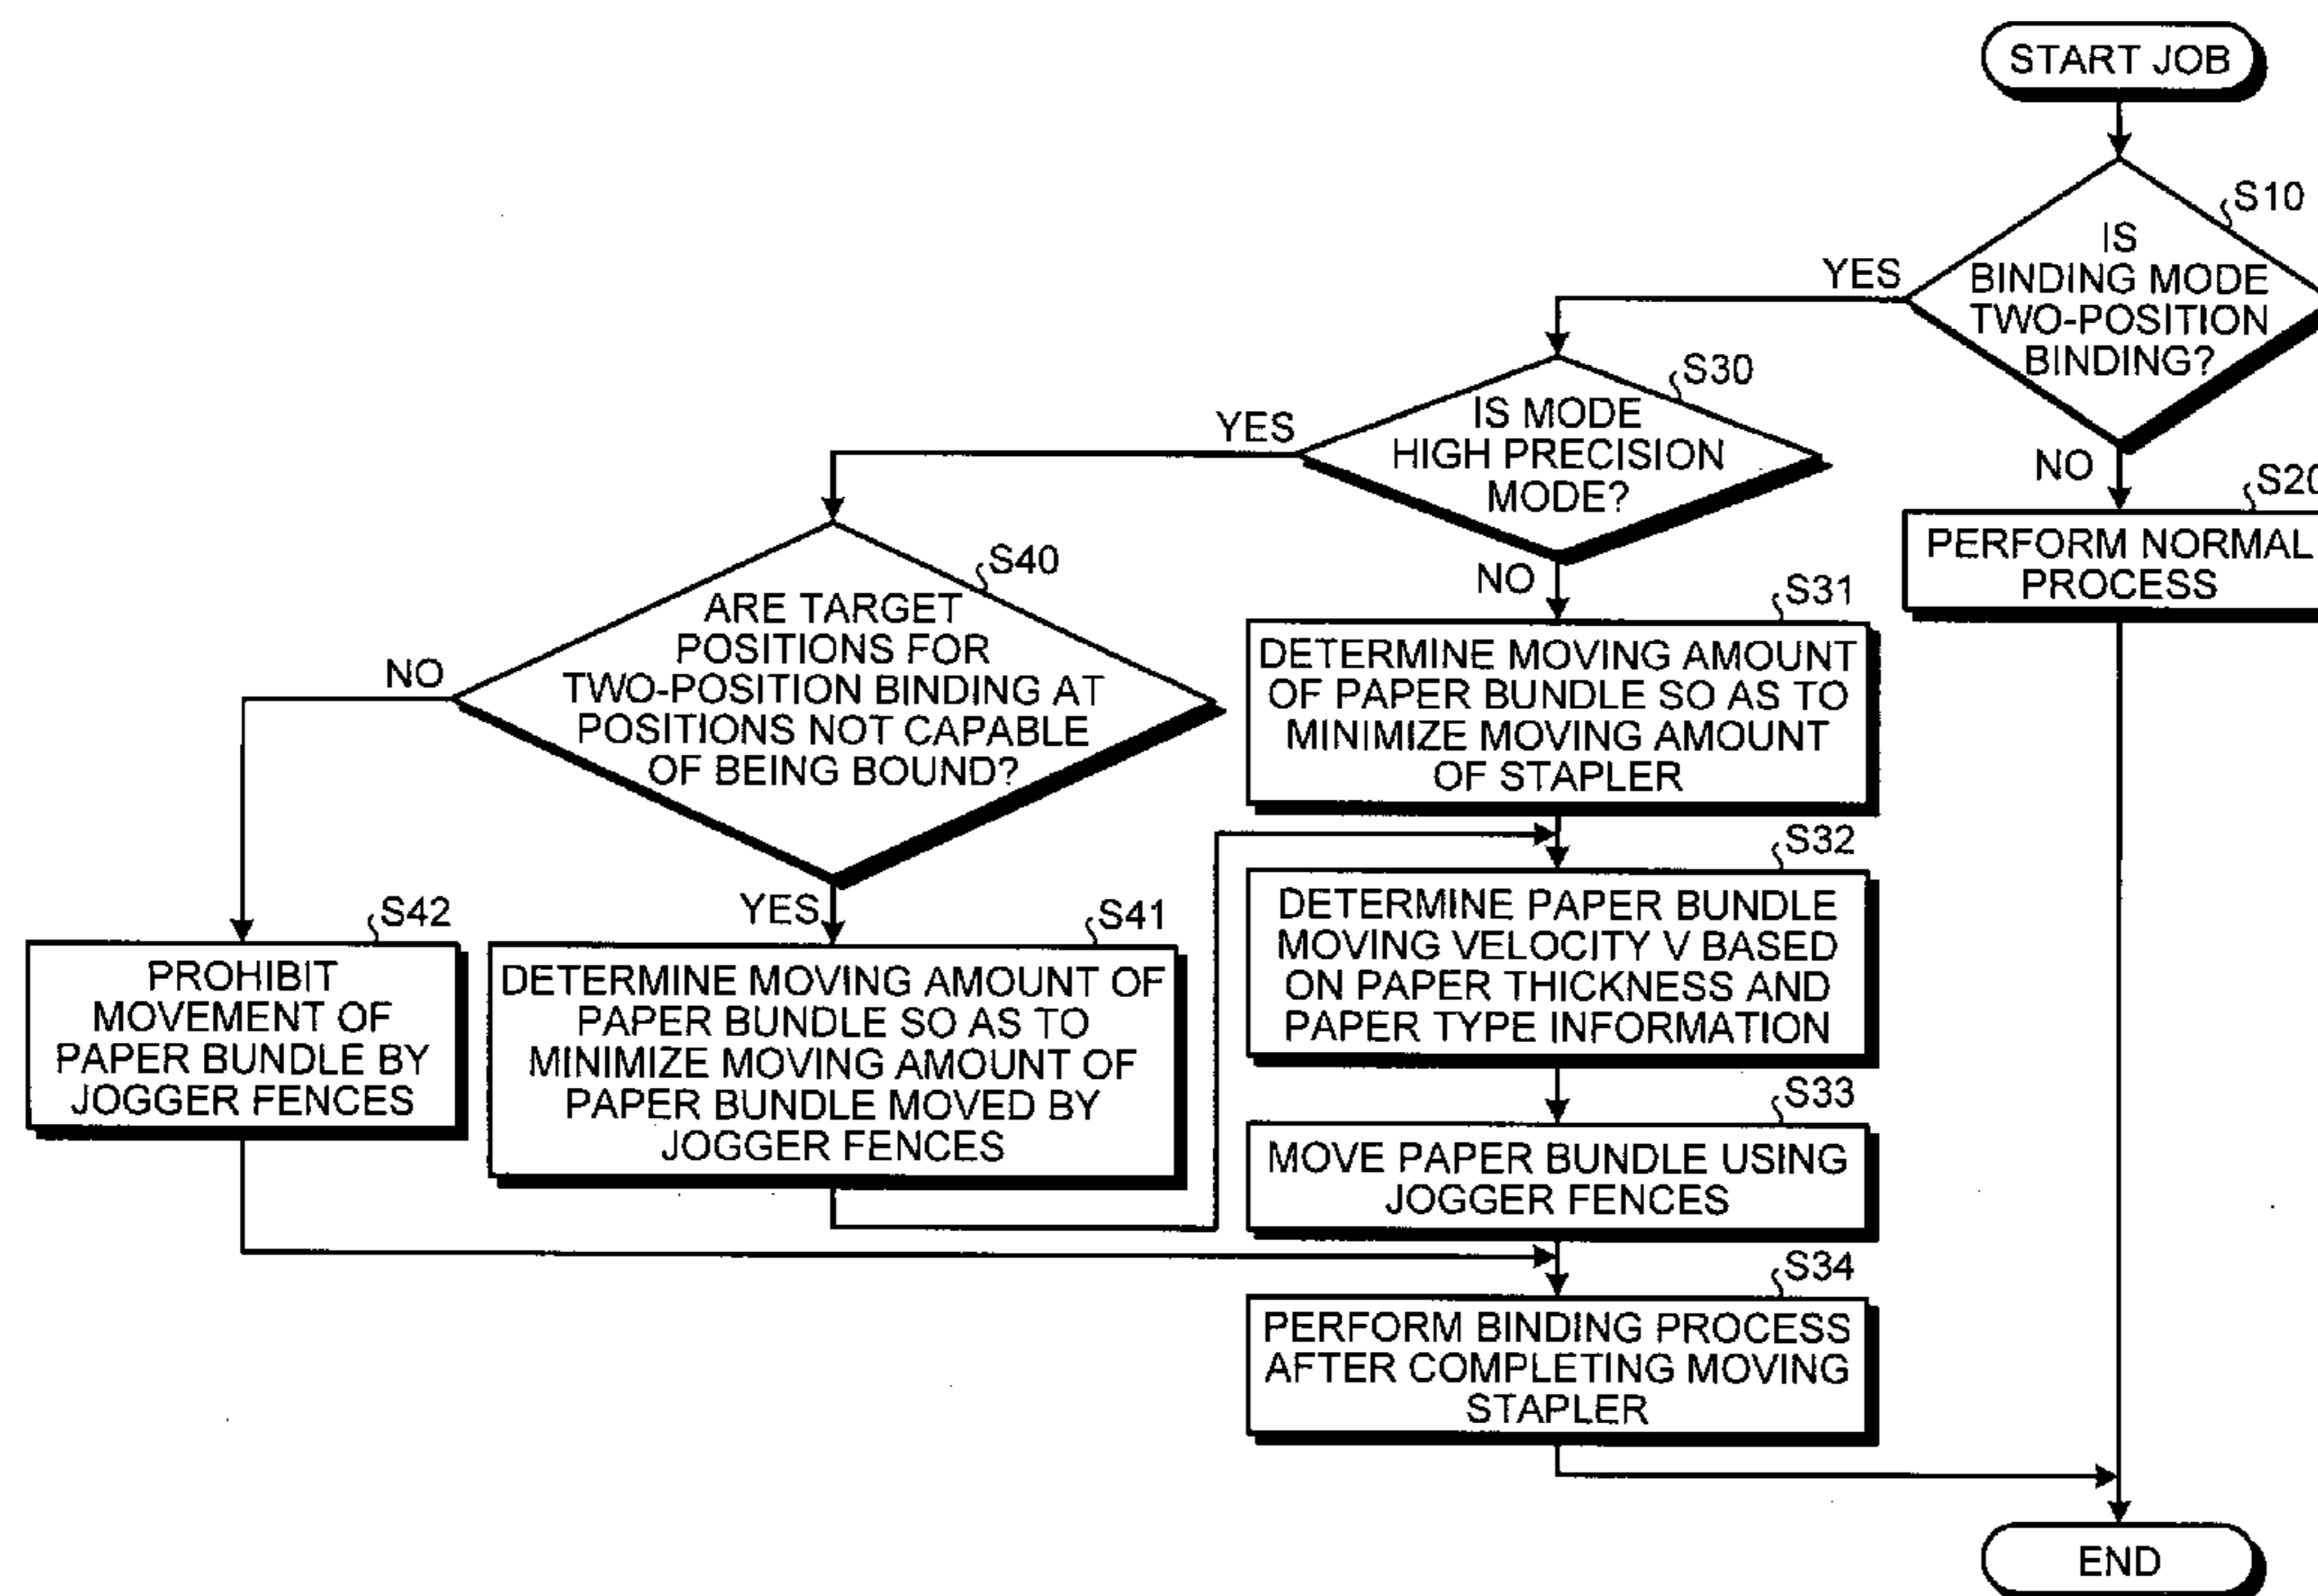 START JOB
S10
IS
BINDING MODE
TWO-POSITION
BINDING?
YES
NO
S20
PERFORM NORMAL
PROCESS
S30
IS MODE
HIGH PRECISION
MODE?
YES
NO
S31
DETERMINE MOVING AMOUNT
OF PAPER BUNDLE SO AS TO
MINIMIZE MOVING AMOUNT
OF STAPLER
S40
ARE TARGET
POSITIONS FOR
TWO-POSITION BINDING AT
POSITIONS NOT CAPABLE
OF BEING BOUND?
NO
YES
S42
PROHIBIT
MOVEMENT OF
PAPER BUNDLE BY
JOGGER FENCES
S41
DETERMINE MOVING AMOUNT OF
PAPER BUNDLE SO AS TO
MINIMIZE MOVING AMOUNT OF
PAPER BUNDLE MOVED BY
JOGGER FENCES
S32
DETERMINE PAPER BUNDLE
MOVING VELOCITY V BASED
ON PAPER THICKNESS AND
PAPER TYPE INFORMATION
S33
MOVE PAPER BUNDLE USING
JOGGER FENCES
S34
PERFORM BINDING PROCESS
AFTER COMPLETING MOVING
STAPLER
END